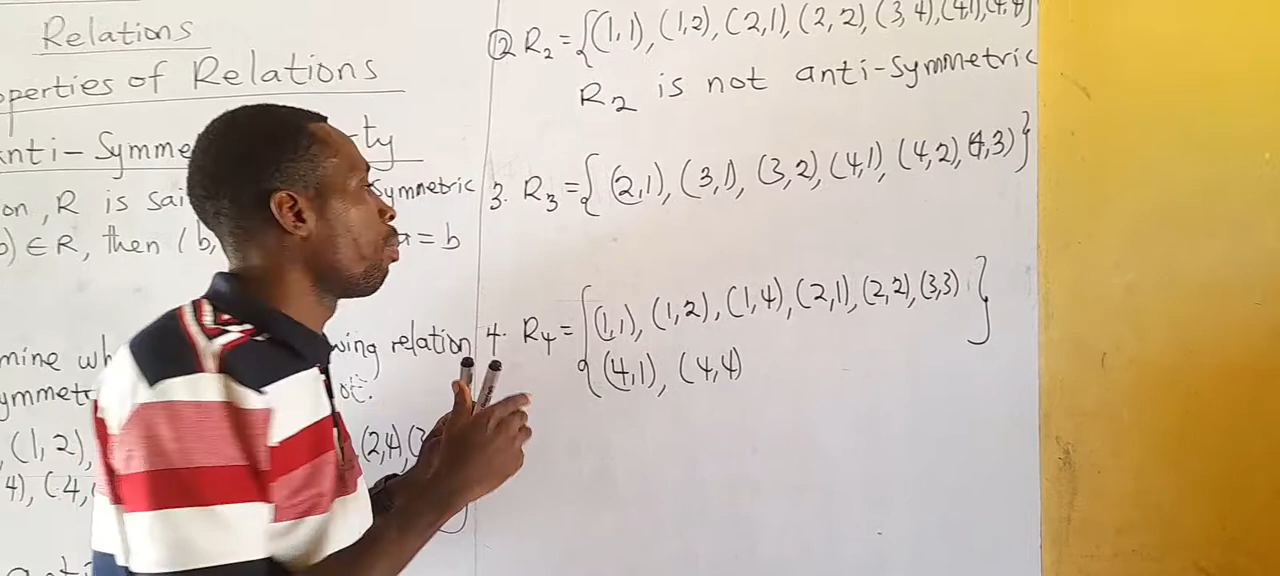 Relations
operties of Relations
nti-Symme ty
on, R is sai symmetric
b) ∈ R, then (b, a = b
mine wh wing relation
ymmetr ot.
, (1,2), , (2,4), (3
4), (4,
② R₂ = {(1,1), (1,2), (2,1), (2,2), (3,4), (4,1), (4,4)}
R₂ is not anti-symmetric
3. R₃ = {(2,1), (3,1), (3,2), (4,1), (4,2), (4,3)}
4. R₄ = {(1,1), (1,2), (1,4), (2,1), (2,2), (3,3)
(4,1), (4,4)}